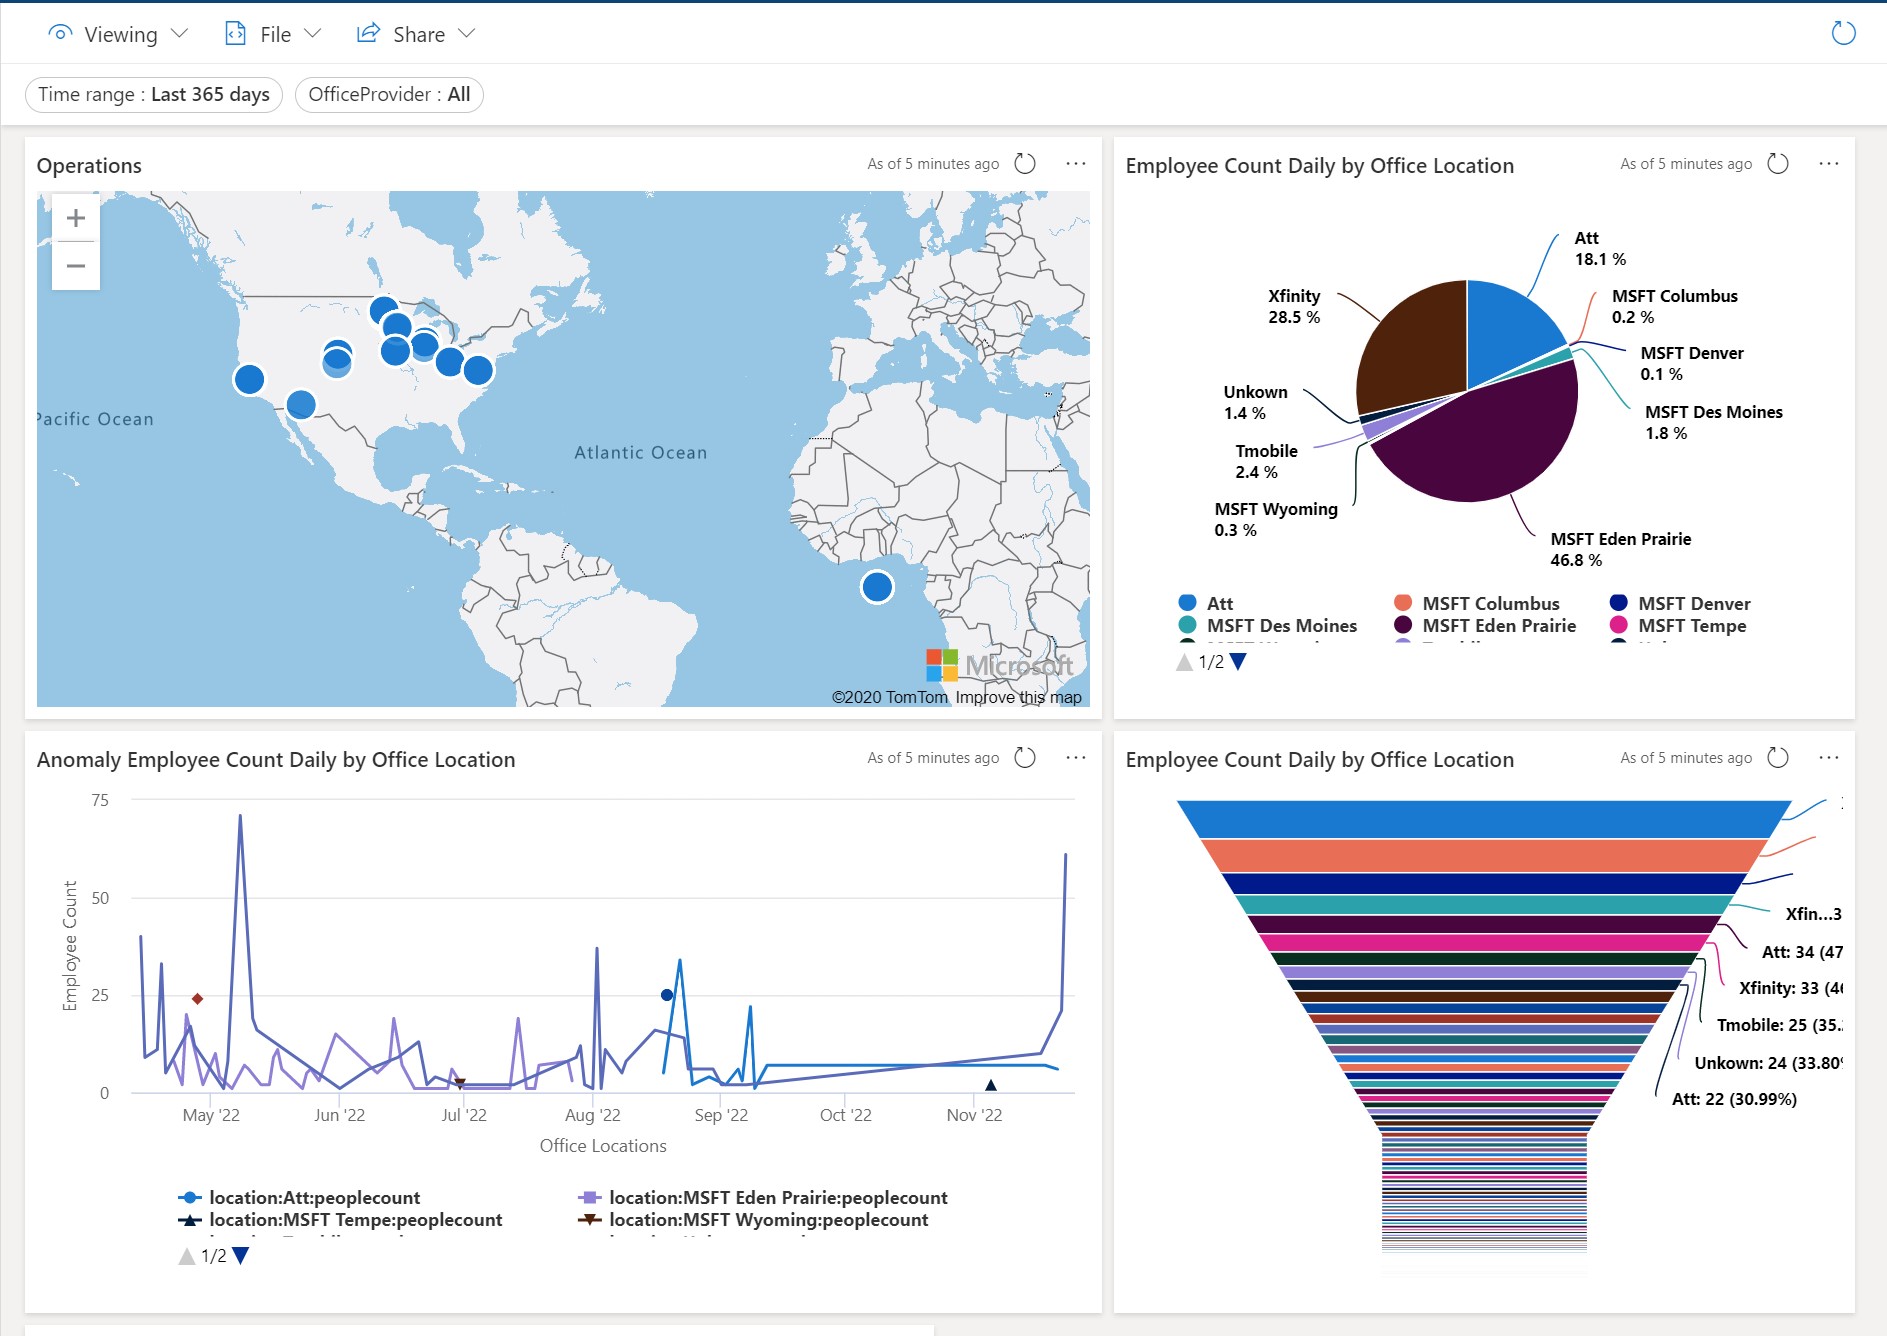 Viewing File Share
Time range : Last 365 days OfficeProvider : All
Operations
As of 5 minutes ago
+
−
Pacific Ocean
Atlantic Ocean
Microsoft
©2020 TomTom Improve this map
Employee Count Daily by Office Location
As of 5 minutes ago
Att
18.1 %
Xfinity
28.5 %
MSFT Columbus
0.2 %
MSFT Denver
0.1 %
Unkown
1.4 %
MSFT Des Moines
1.8 %
Tmobile
2.4 %
MSFT Wyoming
0.3 %
MSFT Eden Prairie
46.8 %
Att MSFT Columbus MSFT Denver
MSFT Des Moines MSFT Eden Prairie MSFT Tempe
1/2
Anomaly Employee Count Daily by Office Location
As of 5 minutes ago
75
50
25
0
Employee Count
May '22 Jun '22 Jul '22 Aug '22 Sep '22 Oct '22 Nov '22
Office Locations
location:Att:peoplecount location:MSFT Eden Prairie:peoplecount
location:MSFT Tempe:peoplecount location:MSFT Wyoming:peoplecount
1/2
Employee Count Daily by Office Location
As of 5 minutes ago
Xfin...3
Att: 34 (47
Xfinity: 33 (46
Tmobile: 25 (35.
Unkown: 24 (33.80
Att: 22 (30.99%)